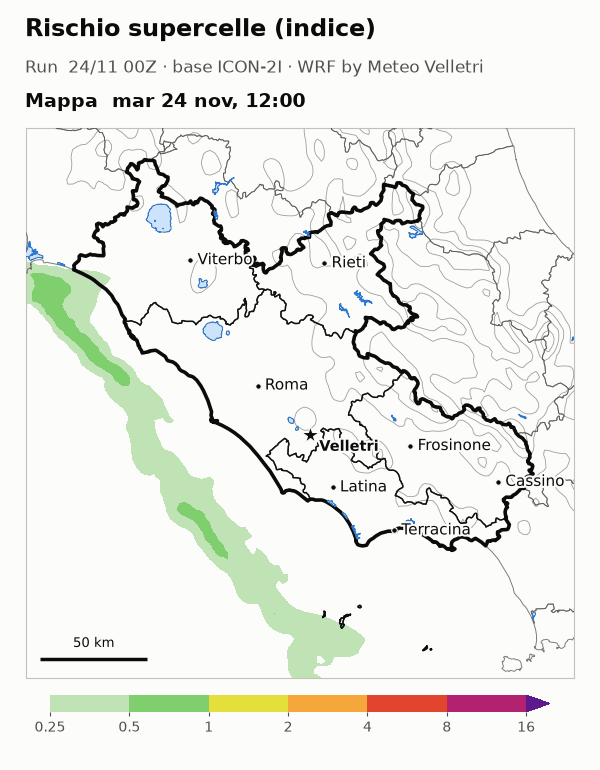 Rischio supercelle (indice)
Run  24/11 00Z · base ICON-2I · WRF by Meteo Velletri
Mappa  mar 24 nov, 12:00
Viterbo
Rieti
Roma
Velletri
Frosinone
Cassino
Latina
Terracina
50 km
0.25 0.5 1 2 4 8 16